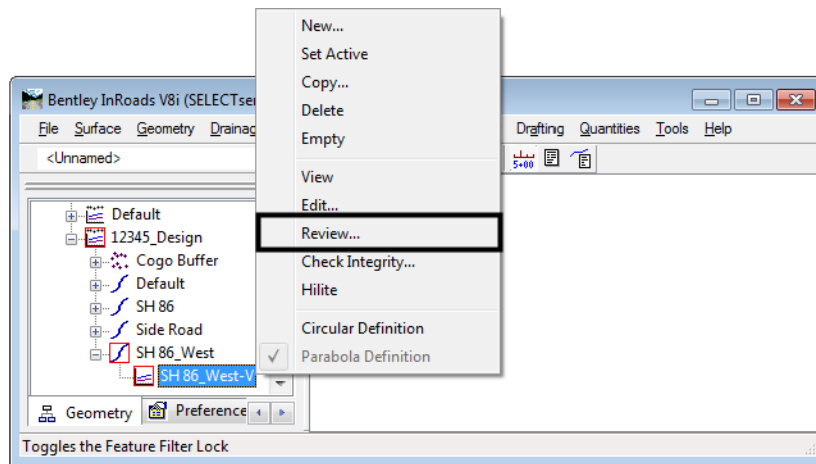 New...
Set Active
Copy...
Delete
Empty
View
Edit...
Review...
Check Integrity...
Hilite
Circular Definition
Parabola Definition
Bentley InRoads V8i (SELECTser
File Surface Geometry Drainag Drafting Quantities Tools Help
<Unnamed>
5+00
Default
12345_Design
Cogo Buffer
Default
SH 86
Side Road
SH 86_West
SH 86_West-V
Geometry Preference
Toggles the Feature Filter Lock